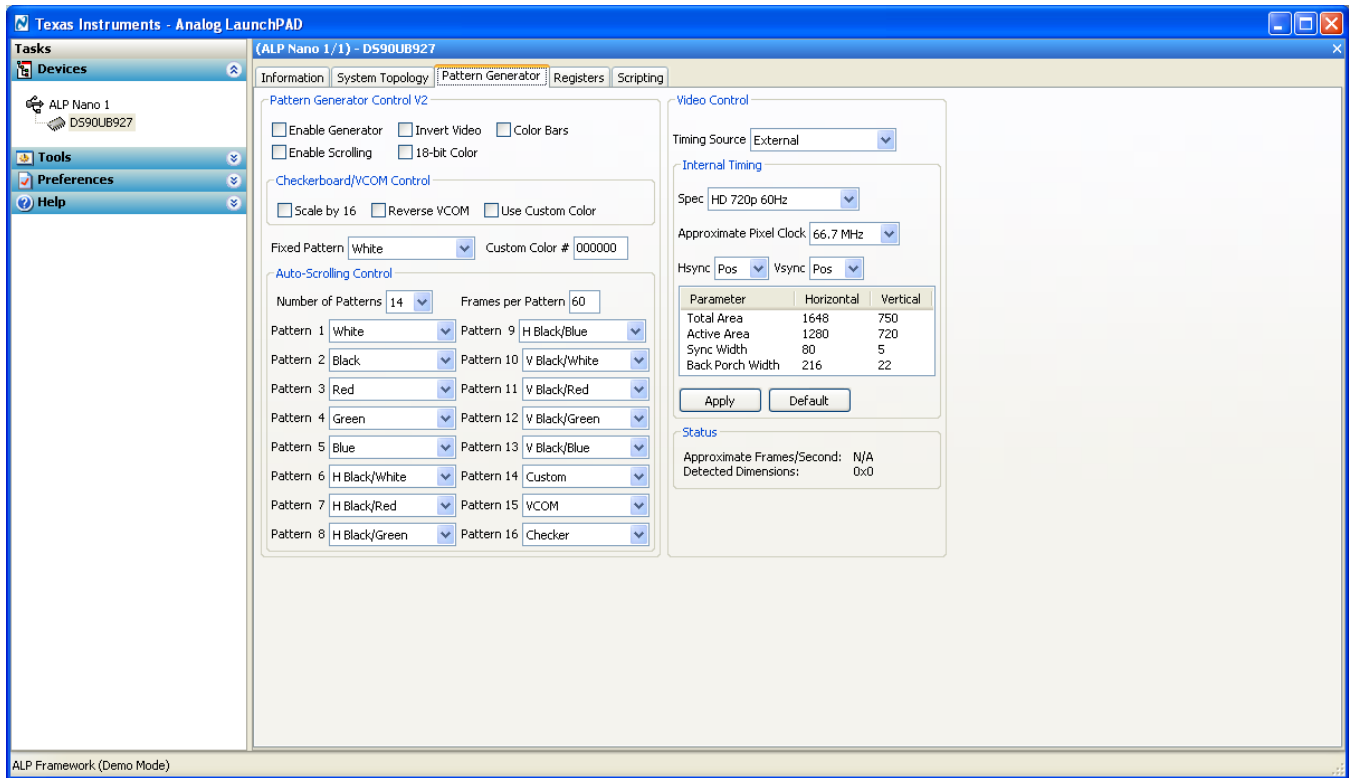 Texas Instruments - Analog LaunchPAD
Tasks
Devices
ALP Nano 1
DS90UB927
Tools
Preferences
Help
(ALP Nano 1/1) - DS90UB927
Information System Topology Pattern Generator Registers Scripting
Pattern Generator Control V2
Enable Generator Invert Video Color Bars
Enable Scrolling 18-bit Color
Checkerboard/VCOM Control
Scale by 16 Reverse VCOM Use Custom Color
Fixed Pattern White Custom Color # 000000
Auto-Scrolling Control
Number of Patterns 14 Frames per Pattern 60
Pattern 1 White Pattern 9 H Black/Blue
Pattern 2 Black Pattern 10 V Black/White
Pattern 3 Red Pattern 11 V Black/Red
Pattern 4 Green Pattern 12 V Black/Green
Pattern 5 Blue Pattern 13 V Black/Blue
Pattern 6 H Black/White Pattern 14 Custom
Pattern 7 H Black/Red Pattern 15 VCOM
Pattern 8 H Black/Green Pattern 16 Checker
Video Control
Timing Source External
Internal Timing
Spec HD 720p 60Hz
Approximate Pixel Clock 66.7 MHz
Hsync Pos Vsync Pos
Parameter Horizontal Vertical
Total Area 1648 750
Active Area 1280 720
Sync Width 80 5
Back Porch Width 216 22
Apply Default
Status
Approximate Frames/Second: N/A
Detected Dimensions: 0x0
ALP Framework (Demo Mode)